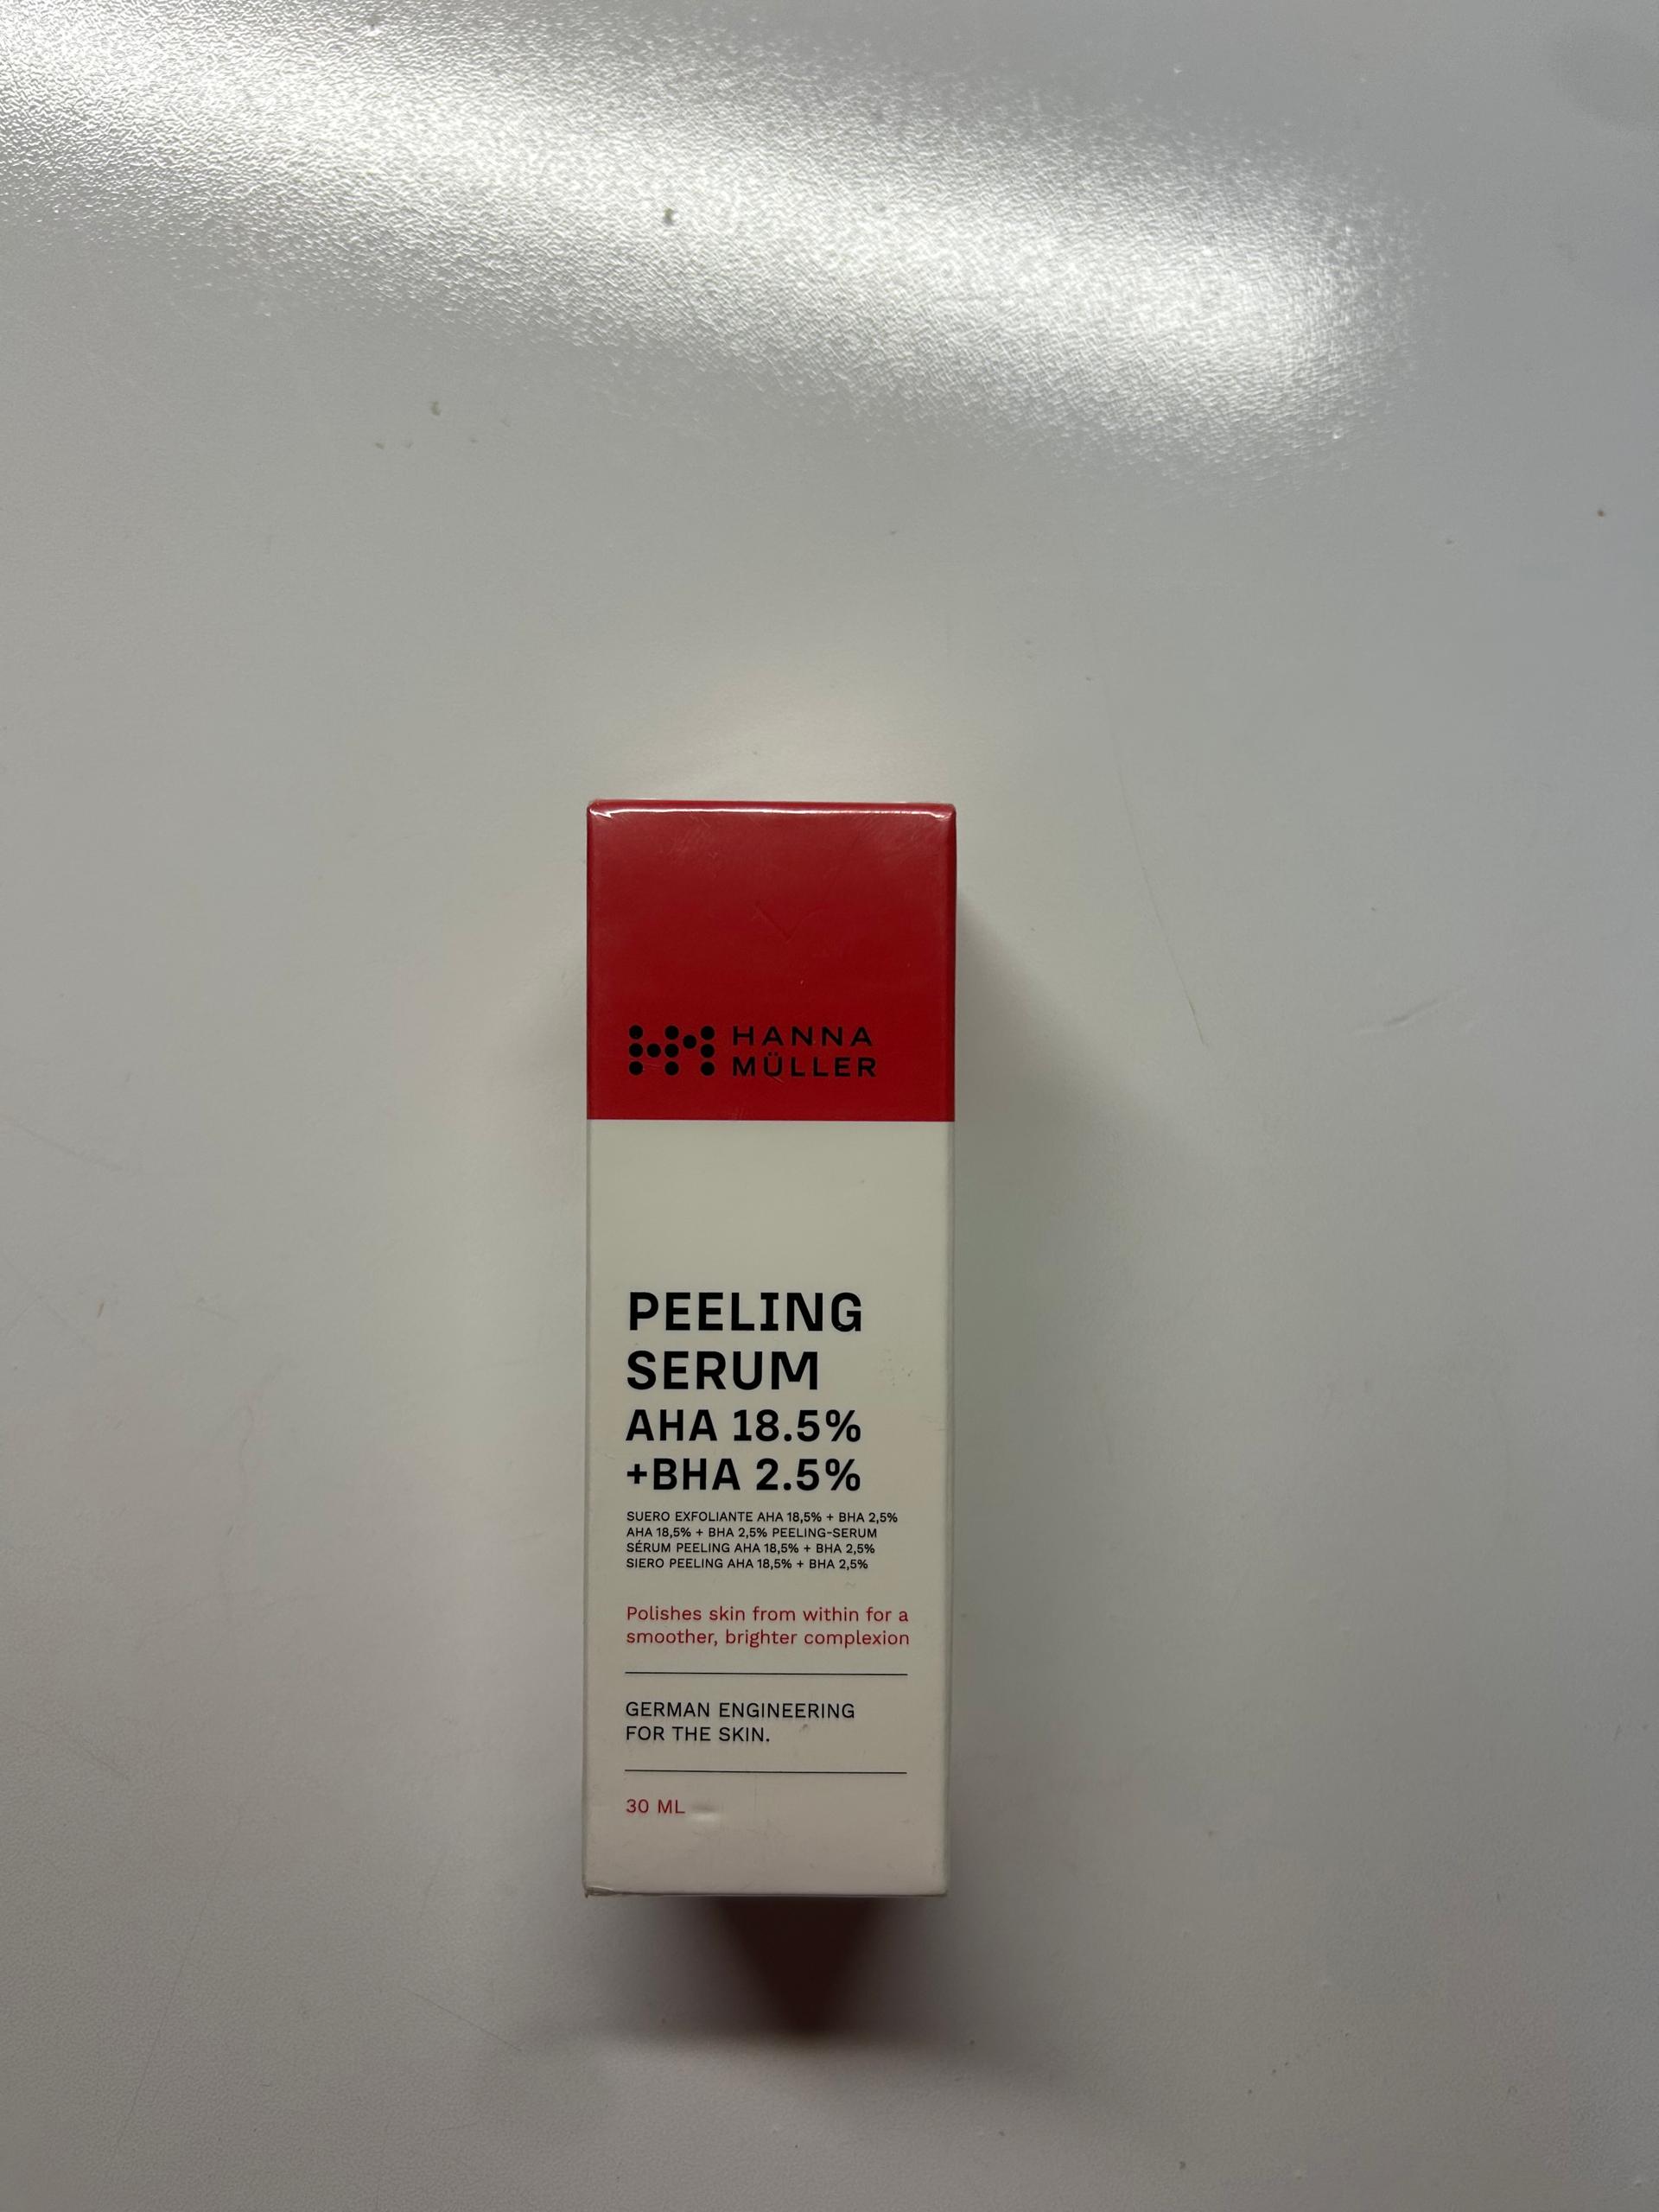 HANNA
MÜLLER
PEELING
SERUM
AHA 18.5%
+BHA 2.5%
SUERO EXFOLIANTE AHA 18,5% + BHA 2,5%
AHA 18,5% + BHA 2,5% PEELING-SERUM
SÉRUM PEELING AHA 18,5% + BHA 2,5%
SIERO PEELING AHA 18,5% + BHA 2,5%
Polishes skin from within for a
smoother, brighter complexion
GERMAN ENGINEERING
FOR THE SKIN.
30 ML